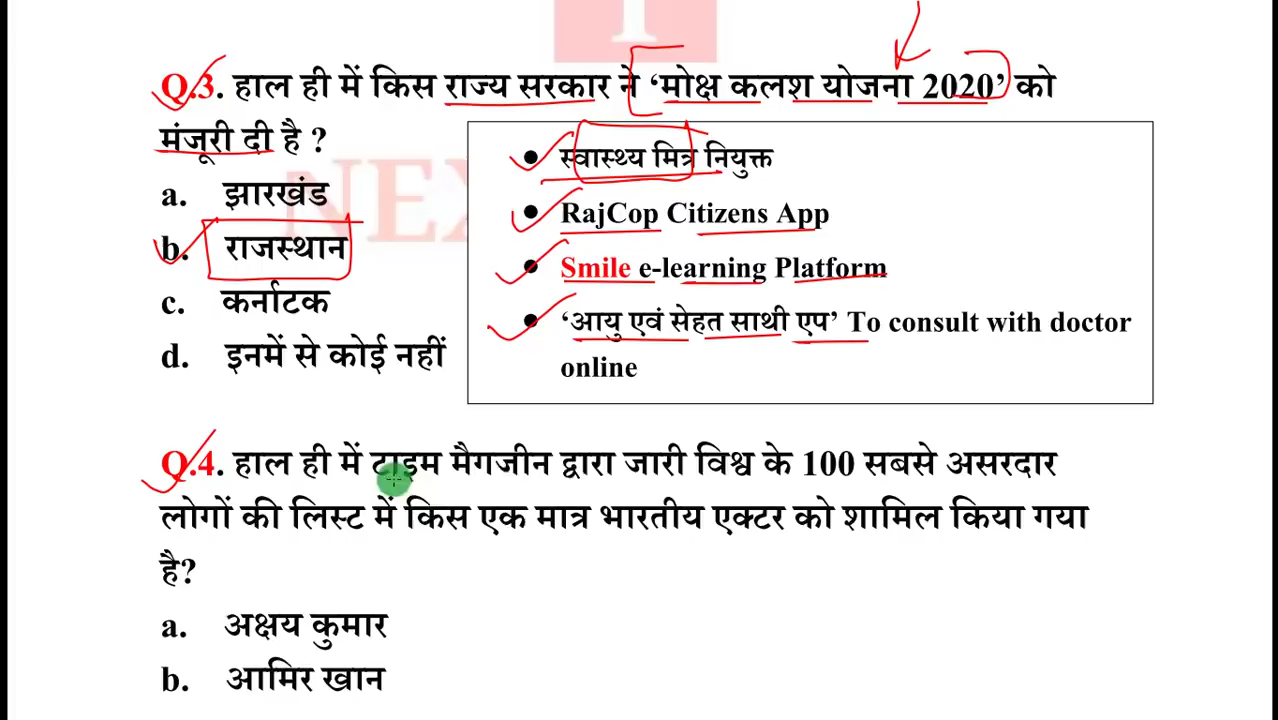 Q.3. हाल ही में किस राज्य सरकार ने ‘मोक्ष कलश योजना 2020’ को
मंजूरी दी है ?
a. झारखंड
b. राजस्थान
c. कर्नाटक
d. इनमें से कोई नहीं
● स्वास्थ्य मित्र नियुक्त
● RajCop Citizens App
● Smile e-learning Platform
● ‘आयु एवं सेहत साथी एप’ To consult with doctor
online
Q.4. हाल ही में टाइम मैगजीन द्वारा जारी विश्व के 100 सबसे असरदार
लोगों की लिस्ट में किस एक मात्र भारतीय एक्टर को शामिल किया गया
है?
a. अक्षय कुमार
b. आमिर खान
NEX